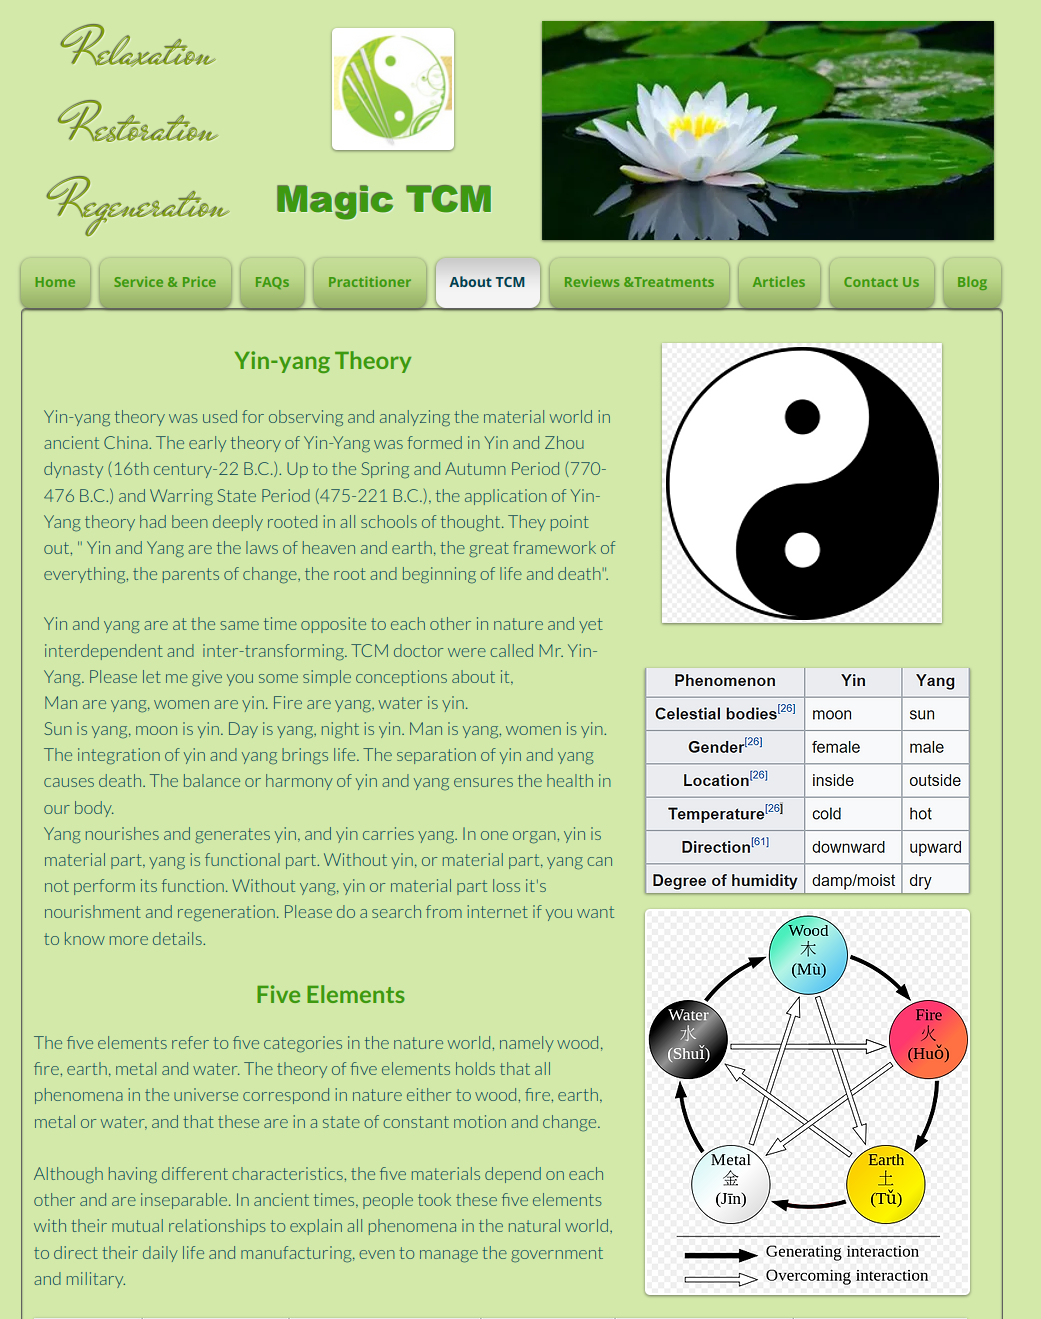 Relaxation
Restoration
Regeneration
Magic TCM
Home
Service & Price
FAQs
Practitioner
About TCM
Reviews &Treatments
Articles
Contact Us
Blog
Yin-yang Theory
Yin-yang theory was used for observing and analyzing the material world in
ancient China. The early theory of Yin-Yang was formed in Yin and Zhou
dynasty (16th century-22 B.C.). Up to the Spring and Autumn Period (770-
476 B.C.) and Warring State Period (475-221 B.C.), the application of Yin-
Yang theory had been deeply rooted in all schools of thought. They point
out, " Yin and Yang are the laws of heaven and earth, the great framework of
everything, the parents of change, the root and beginning of life and death".
Yin and yang are at the same time opposite to each other in nature and yet
interdependent and  inter-transforming. TCM doctor were called Mr. Yin-
Yang. Please let me give you some simple conceptions about it,
Man are yang, women are yin. Fire are yang, water is yin.
Sun is yang, moon is yin. Day is yang, night is yin. Man is yang, women is yin.
The integration of yin and yang brings life. The separation of yin and yang
causes death. The balance or harmony of yin and yang ensures the health in
our body.
Yang nourishes and generates yin, and yin carries yang. In one organ, yin is
material part, yang is functional part. Without yin, or material part, yang can
not perform its function. Without yang, yin or material part loss it's
nourishment and regeneration. Please do a search from internet if you want
to know more details.
Five Elements
The five elements refer to five categories in the nature world, namely wood,
fire, earth, metal and water. The theory of five elements holds that all
phenomena in the universe correspond in nature either to wood, fire, earth,
metal or water, and that these are in a state of constant motion and change.
Although having different characteristics, the five materials depend on each
other and are inseparable. In ancient times, people took these five elements
with their mutual relationships to explain all phenomena in the natural world,
to direct their daily life and manufacturing, even to manage the government
and military.
Phenomenon Yin Yang
Celestial bodies[26] moon sun
Gender[26] female male
Location[26] inside outside
Temperature[26] cold hot
Direction[61] downward upward
Degree of humidity damp/moist dry
Wood
木
(Mù)
Water
水
(Shuǐ)
Fire
火
(Huǒ)
Metal
金
(Jīn)
Earth
土
(Tǔ)
Generating interaction
Overcoming interaction